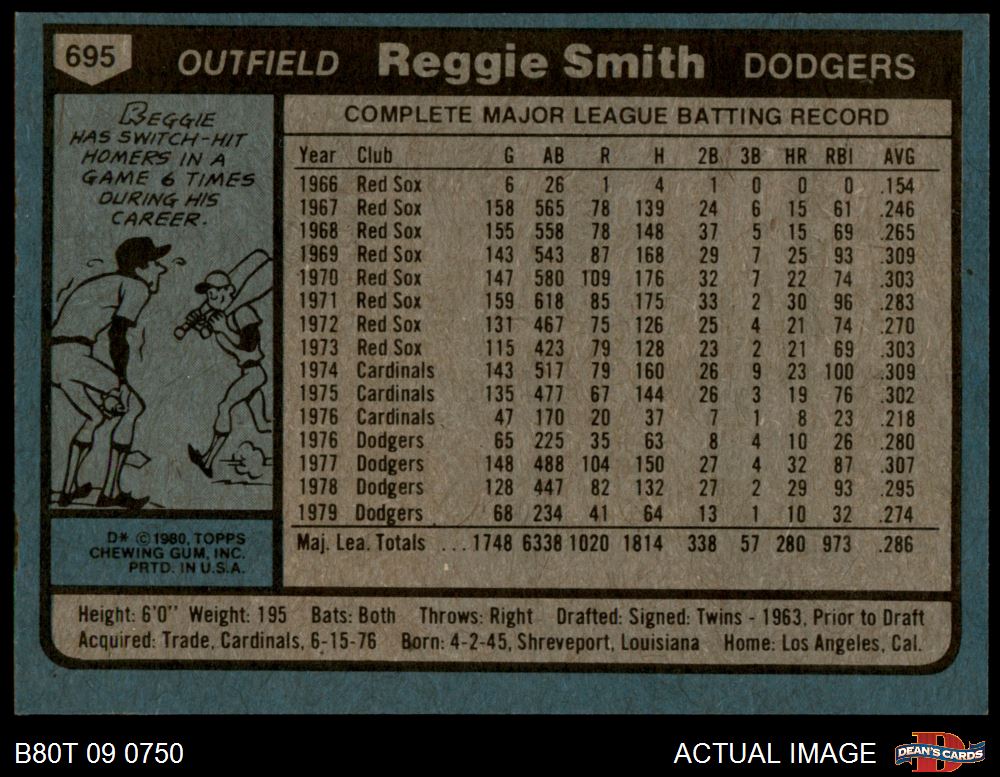 695 OUTFIELD Reggie Smith DODGERS
REGGIE
HAS SWITCH-HIT
HOMERS IN A
GAME 6 TIMES
DURING HIS
CAREER.
D* © 1980, TOPPS
CHEWING GUM, INC.
PRTD. IN U.S.A.
COMPLETE MAJOR LEAGUE BATTING RECORD
Year Club G AB R H 2B 3B HR RBI AVG
1966 Red Sox 6 26 1 4 1 0 0 0 .154
1967 Red Sox 158 565 78 139 24 6 15 61 .246
1968 Red Sox 155 558 78 148 37 5 15 69 .265
1969 Red Sox 143 543 87 168 29 7 25 93 .309
1970 Red Sox 147 580 109 176 32 7 22 74 .303
1971 Red Sox 159 618 85 175 33 2 30 96 .283
1972 Red Sox 131 467 75 126 25 4 21 74 .270
1973 Red Sox 115 423 79 128 23 2 21 69 .303
1974 Cardinals 143 517 79 160 26 9 23 100 .309
1975 Cardinals 135 477 67 144 26 3 19 76 .302
1976 Cardinals 47 170 20 37 7 1 8 23 .218
1976 Dodgers 65 225 35 63 8 4 10 26 .280
1977 Dodgers 148 488 104 150 27 4 32 87 .307
1978 Dodgers 128 447 82 132 27 2 29 93 .295
1979 Dodgers 68 234 41 64 13 1 10 32 .274
Maj. Lea. Totals ...1748 6338 1020 1814 338 57 280 973 .286
Height: 6'0" Weight: 195 Bats: Both Throws: Right Drafted: Signed: Twins - 1963, Prior to Draft
Acquired: Trade, Cardinals, 6-15-76 Born: 4-2-45, Shreveport, Louisiana Home: Los Angeles, Cal.
B80T 09 0750 ACTUAL IMAGE DEAN'S CARDS